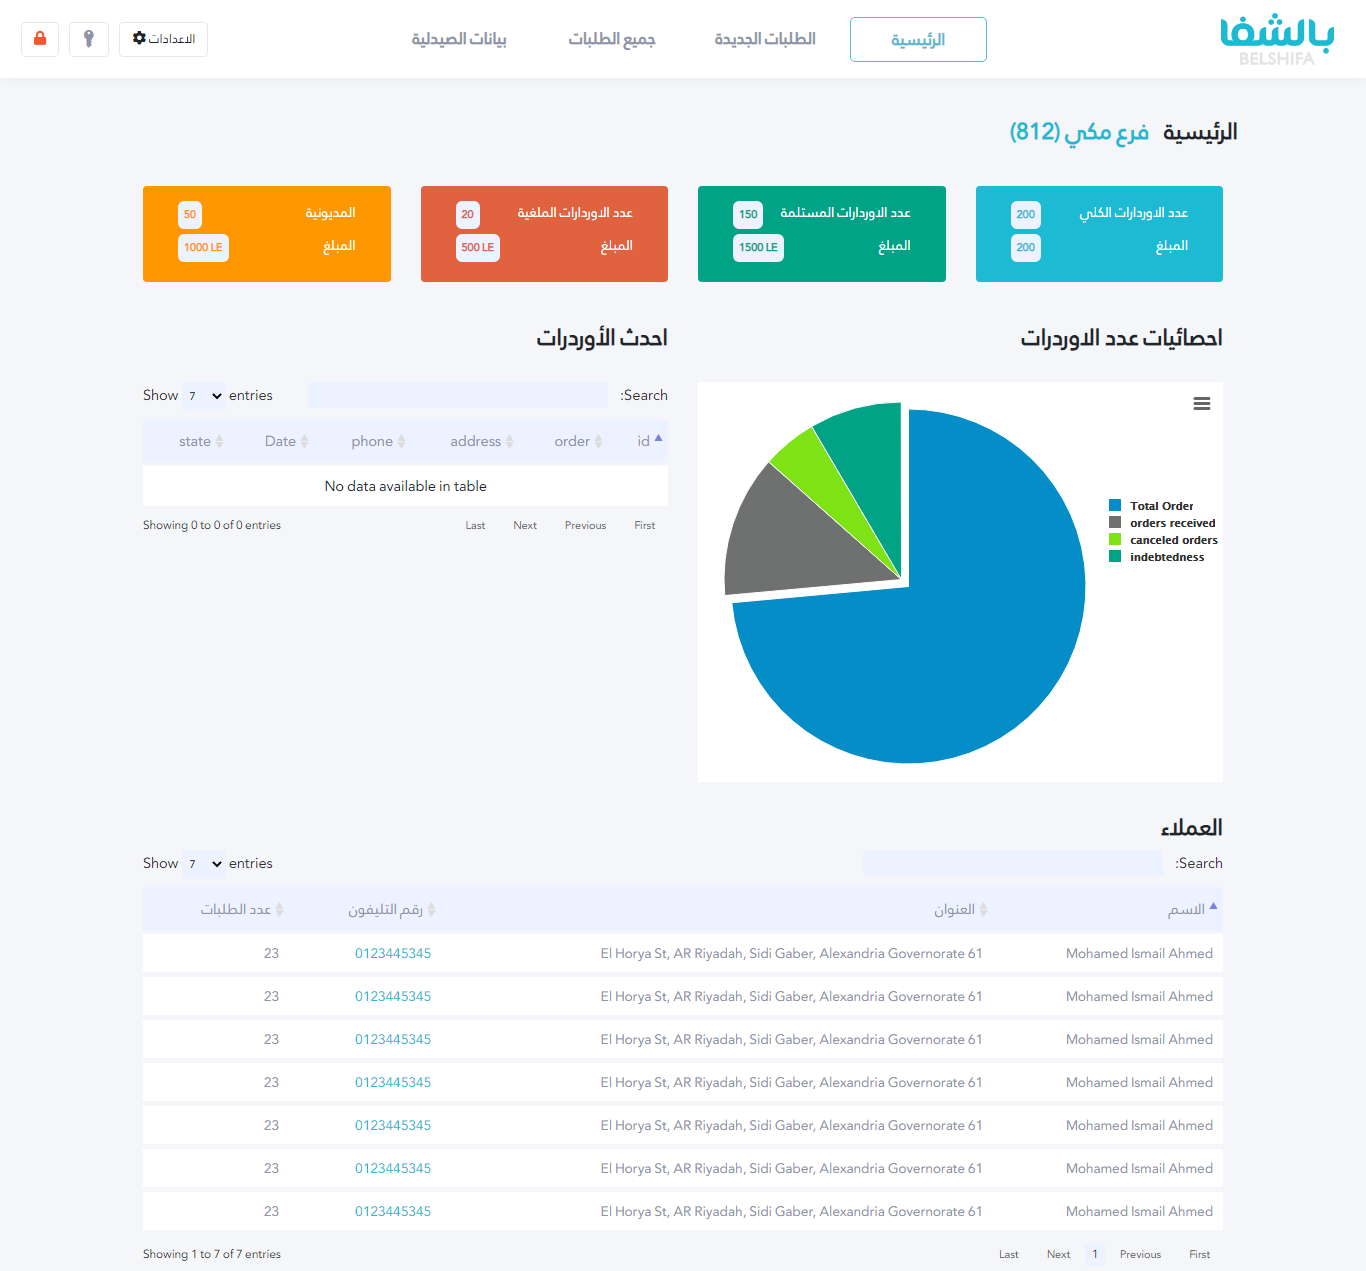 بالشفا
BELSHIFA
الرئيسية
الطلبات الجديدة
جميع الطلبات
بيانات الصيدلية
الاعدادات
الرئيسية فرع مكي (812)
عدد الاوردارات الكلي 200
المبلغ 200
عدد الاوردارات المستلمة 150
المبلغ 1500 LE
عدد الاوردارات الملغية 20
المبلغ 500 LE
المديونية 50
المبلغ 1000 LE
احصائيات عدد الاوردرات
Total Order
orders received
canceled orders
indebtedness
احدث الأوردرات
Show 7 entries
:Search
state Date phone address order id
No data available in table
Showing 0 to 0 of 0 entries
Last Next Previous First
العملاء
Show 7 entries
:Search
الاسم العنوان رقم التليفون عدد الطلبات
23 0123445345 El Horya St, AR Riyadah, Sidi Gaber, Alexandria Governorate 61 Mohamed Ismail Ahmed
23 0123445345 El Horya St, AR Riyadah, Sidi Gaber, Alexandria Governorate 61 Mohamed Ismail Ahmed
23 0123445345 El Horya St, AR Riyadah, Sidi Gaber, Alexandria Governorate 61 Mohamed Ismail Ahmed
23 0123445345 El Horya St, AR Riyadah, Sidi Gaber, Alexandria Governorate 61 Mohamed Ismail Ahmed
23 0123445345 El Horya St, AR Riyadah, Sidi Gaber, Alexandria Governorate 61 Mohamed Ismail Ahmed
23 0123445345 El Horya St, AR Riyadah, Sidi Gaber, Alexandria Governorate 61 Mohamed Ismail Ahmed
23 0123445345 El Horya St, AR Riyadah, Sidi Gaber, Alexandria Governorate 61 Mohamed Ismail Ahmed
Showing 1 to 7 of 7 entries
Last Next 1 Previous First